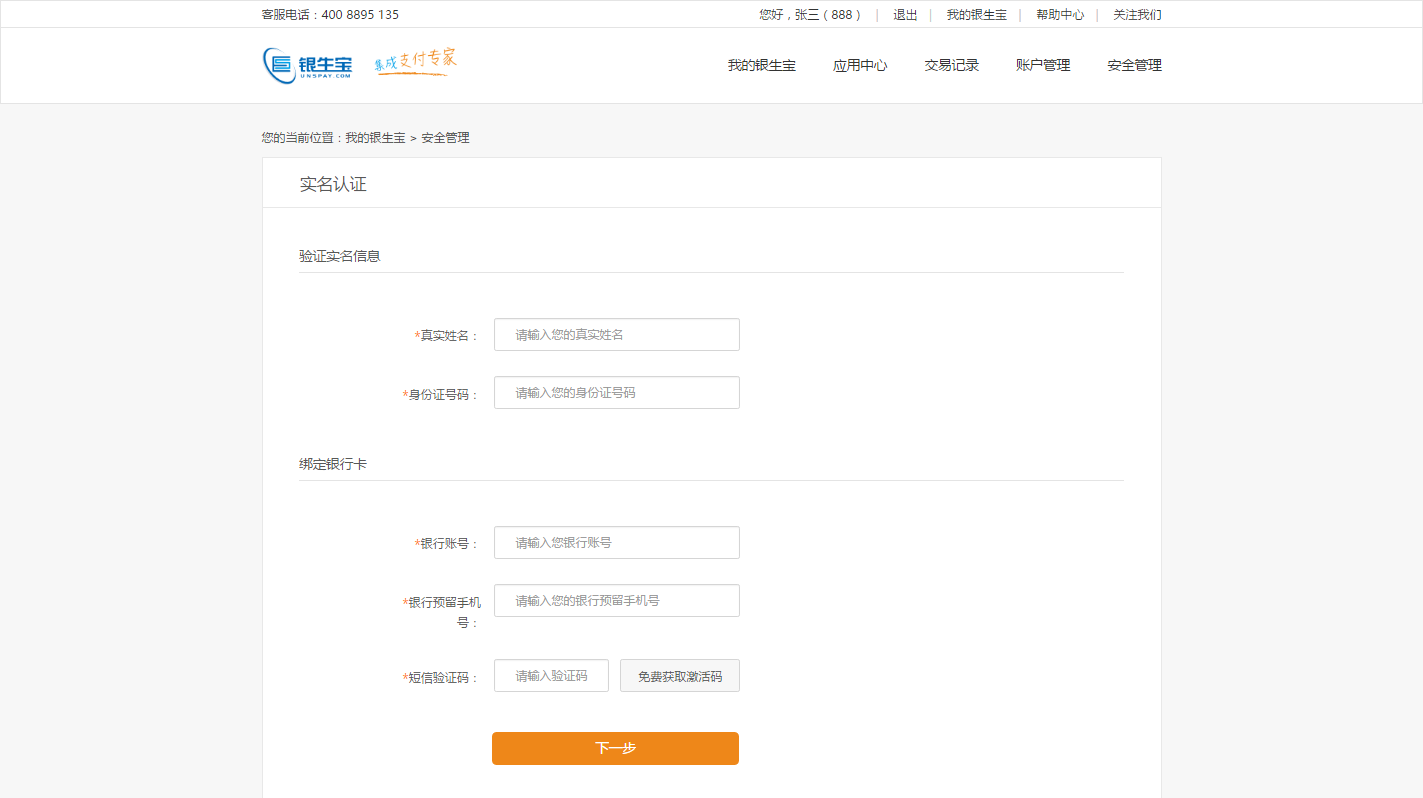 客服电话：400 8895 135
您好，张三（888） | 退出 | 我的银生宝 | 帮助中心 | 关注我们
银生宝 UNSPAY.COM 集成支付专家
我的银生宝 应用中心 交易记录 账户管理 安全管理
您的当前位置：我的银生宝 > 安全管理
实名认证
验证实名信息
*真实姓名： 请输入您的真实姓名
*身份证号码： 请输入您的身份证号码
绑定银行卡
*银行账号： 请输入您银行账号
*银行预留手机 请输入您的银行预留手机号
号：
*短信验证码： 请输入验证码 免费获取激活码
下一步